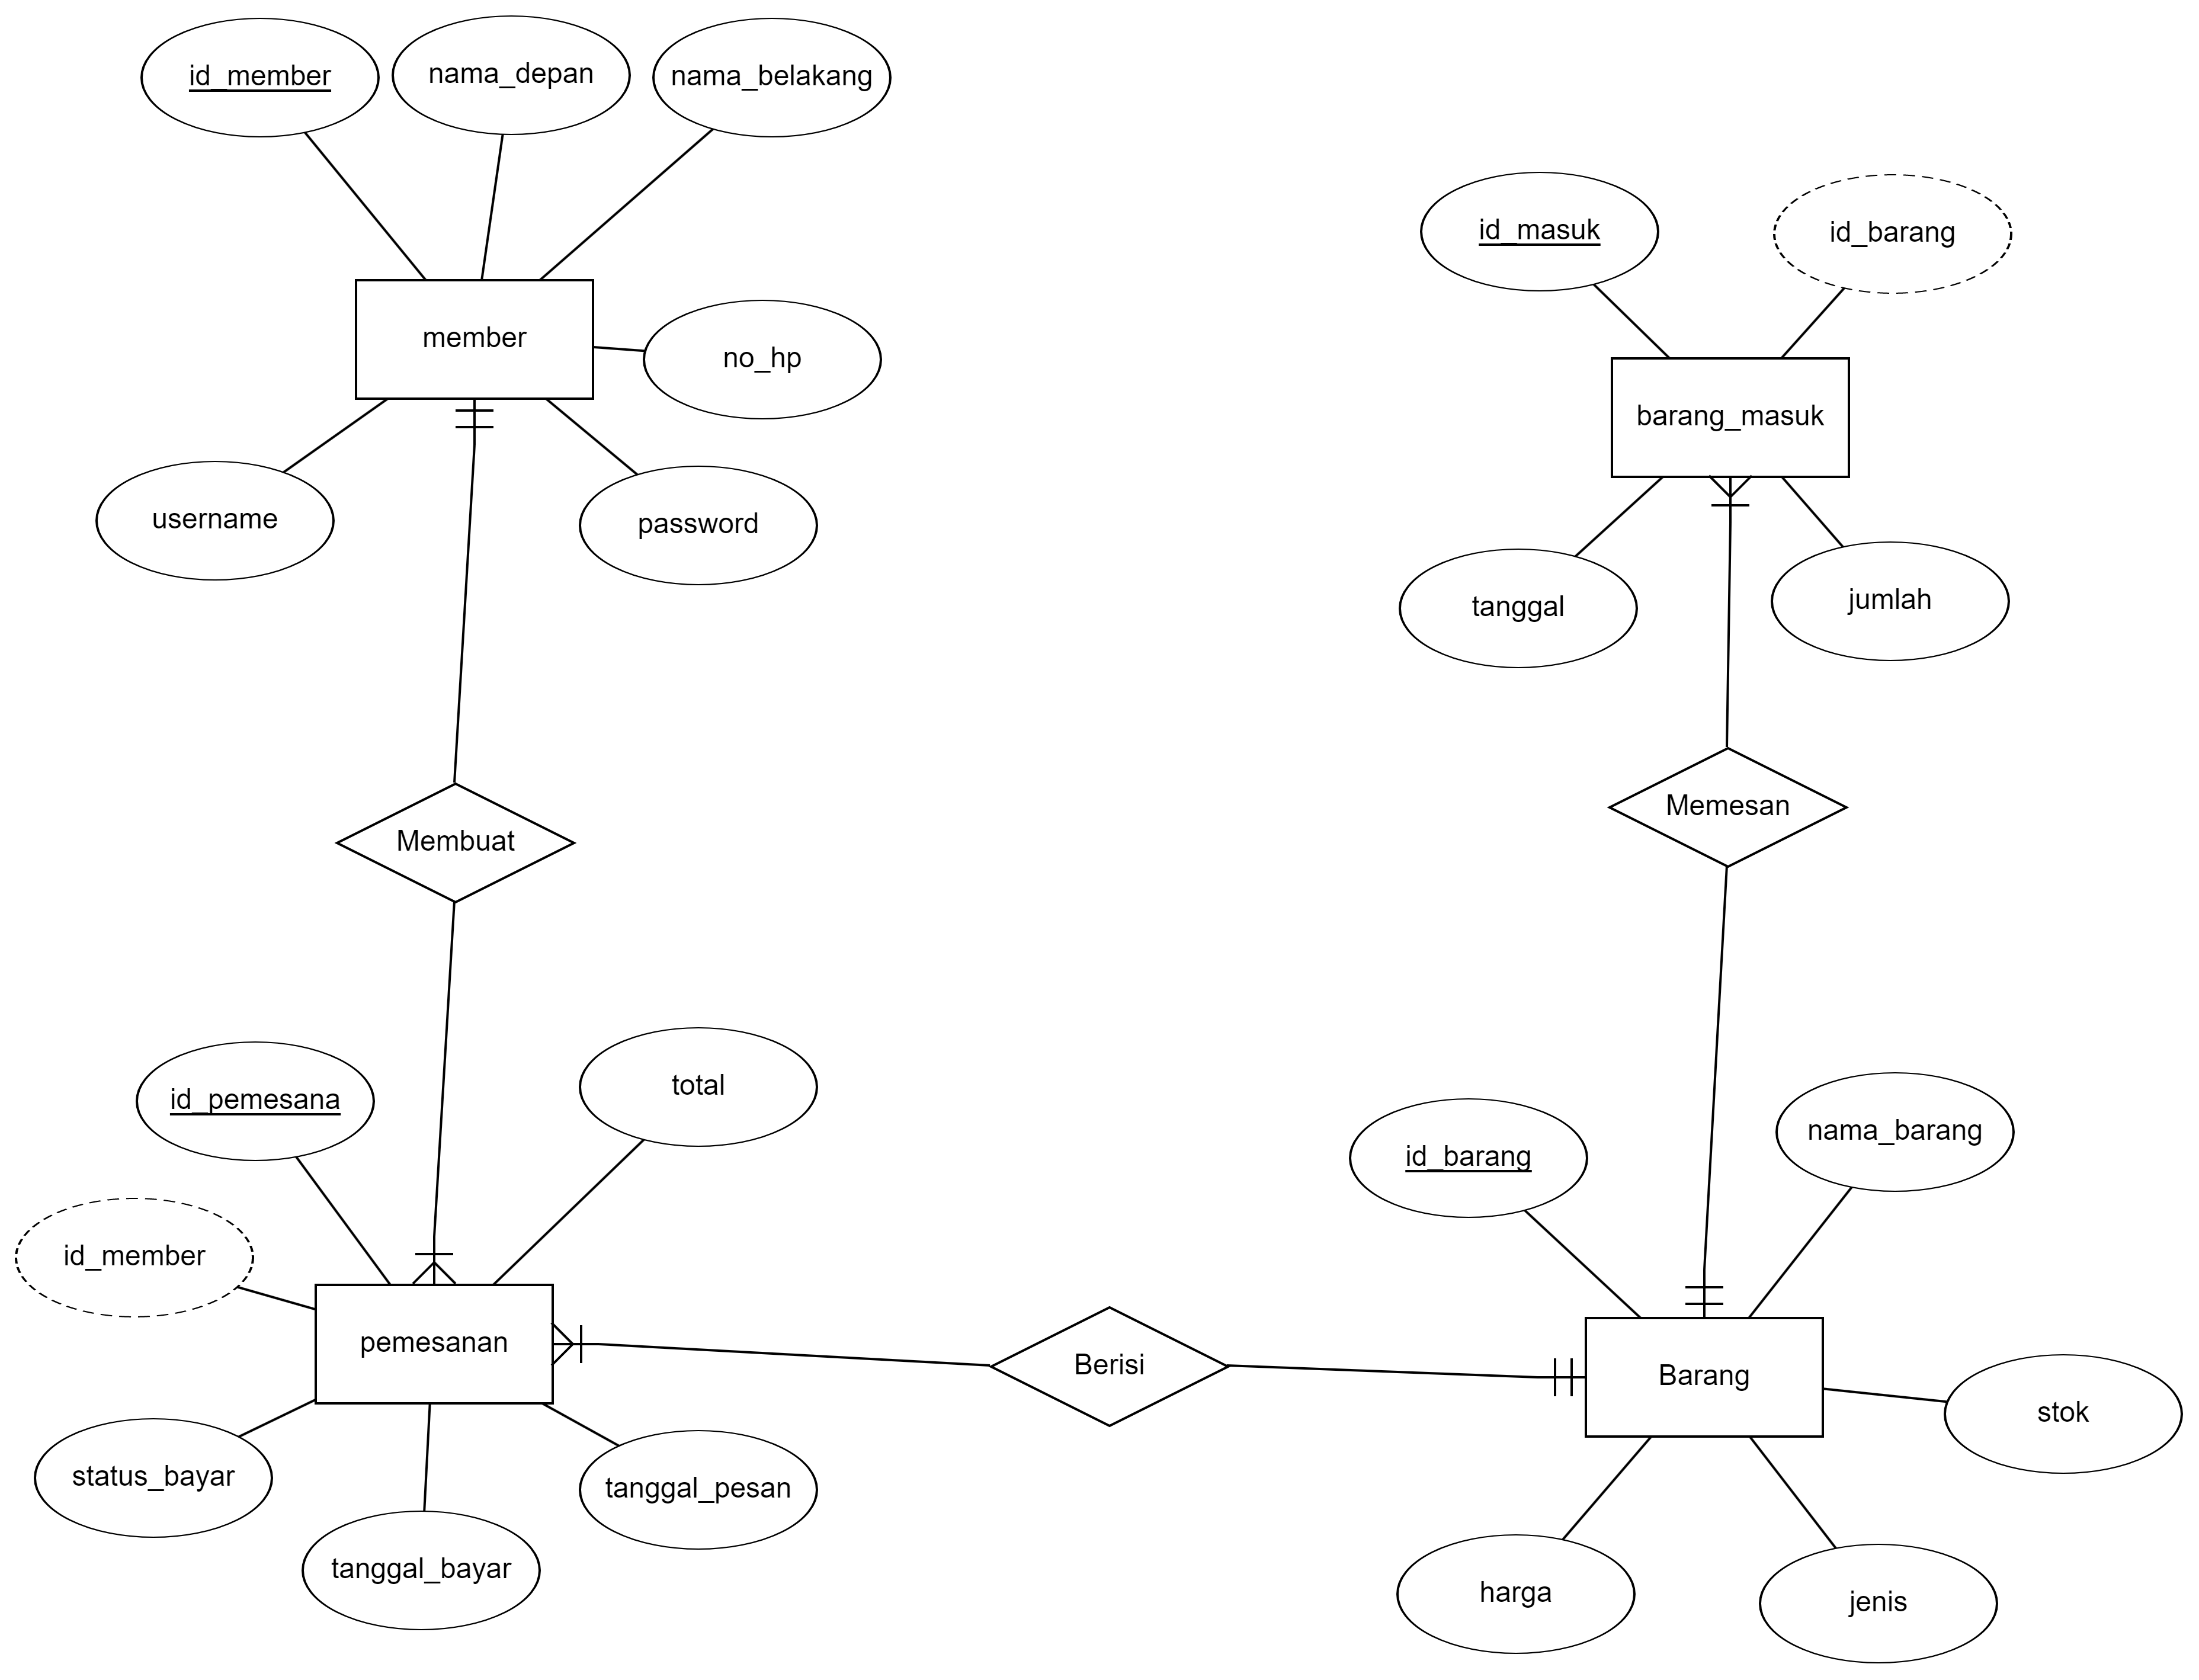 id_member
nama_depan
nama_belakang
member
no_hp
username
password
id_masuk
id_barang
barang_masuk
tanggal
jumlah
Membuat
Memesan
id_pemesana
total
id_member
pemesanan
status_bayar
tanggal_bayar
tanggal_pesan
Berisi
id_barang
nama_barang
Barang
stok
harga
jenis